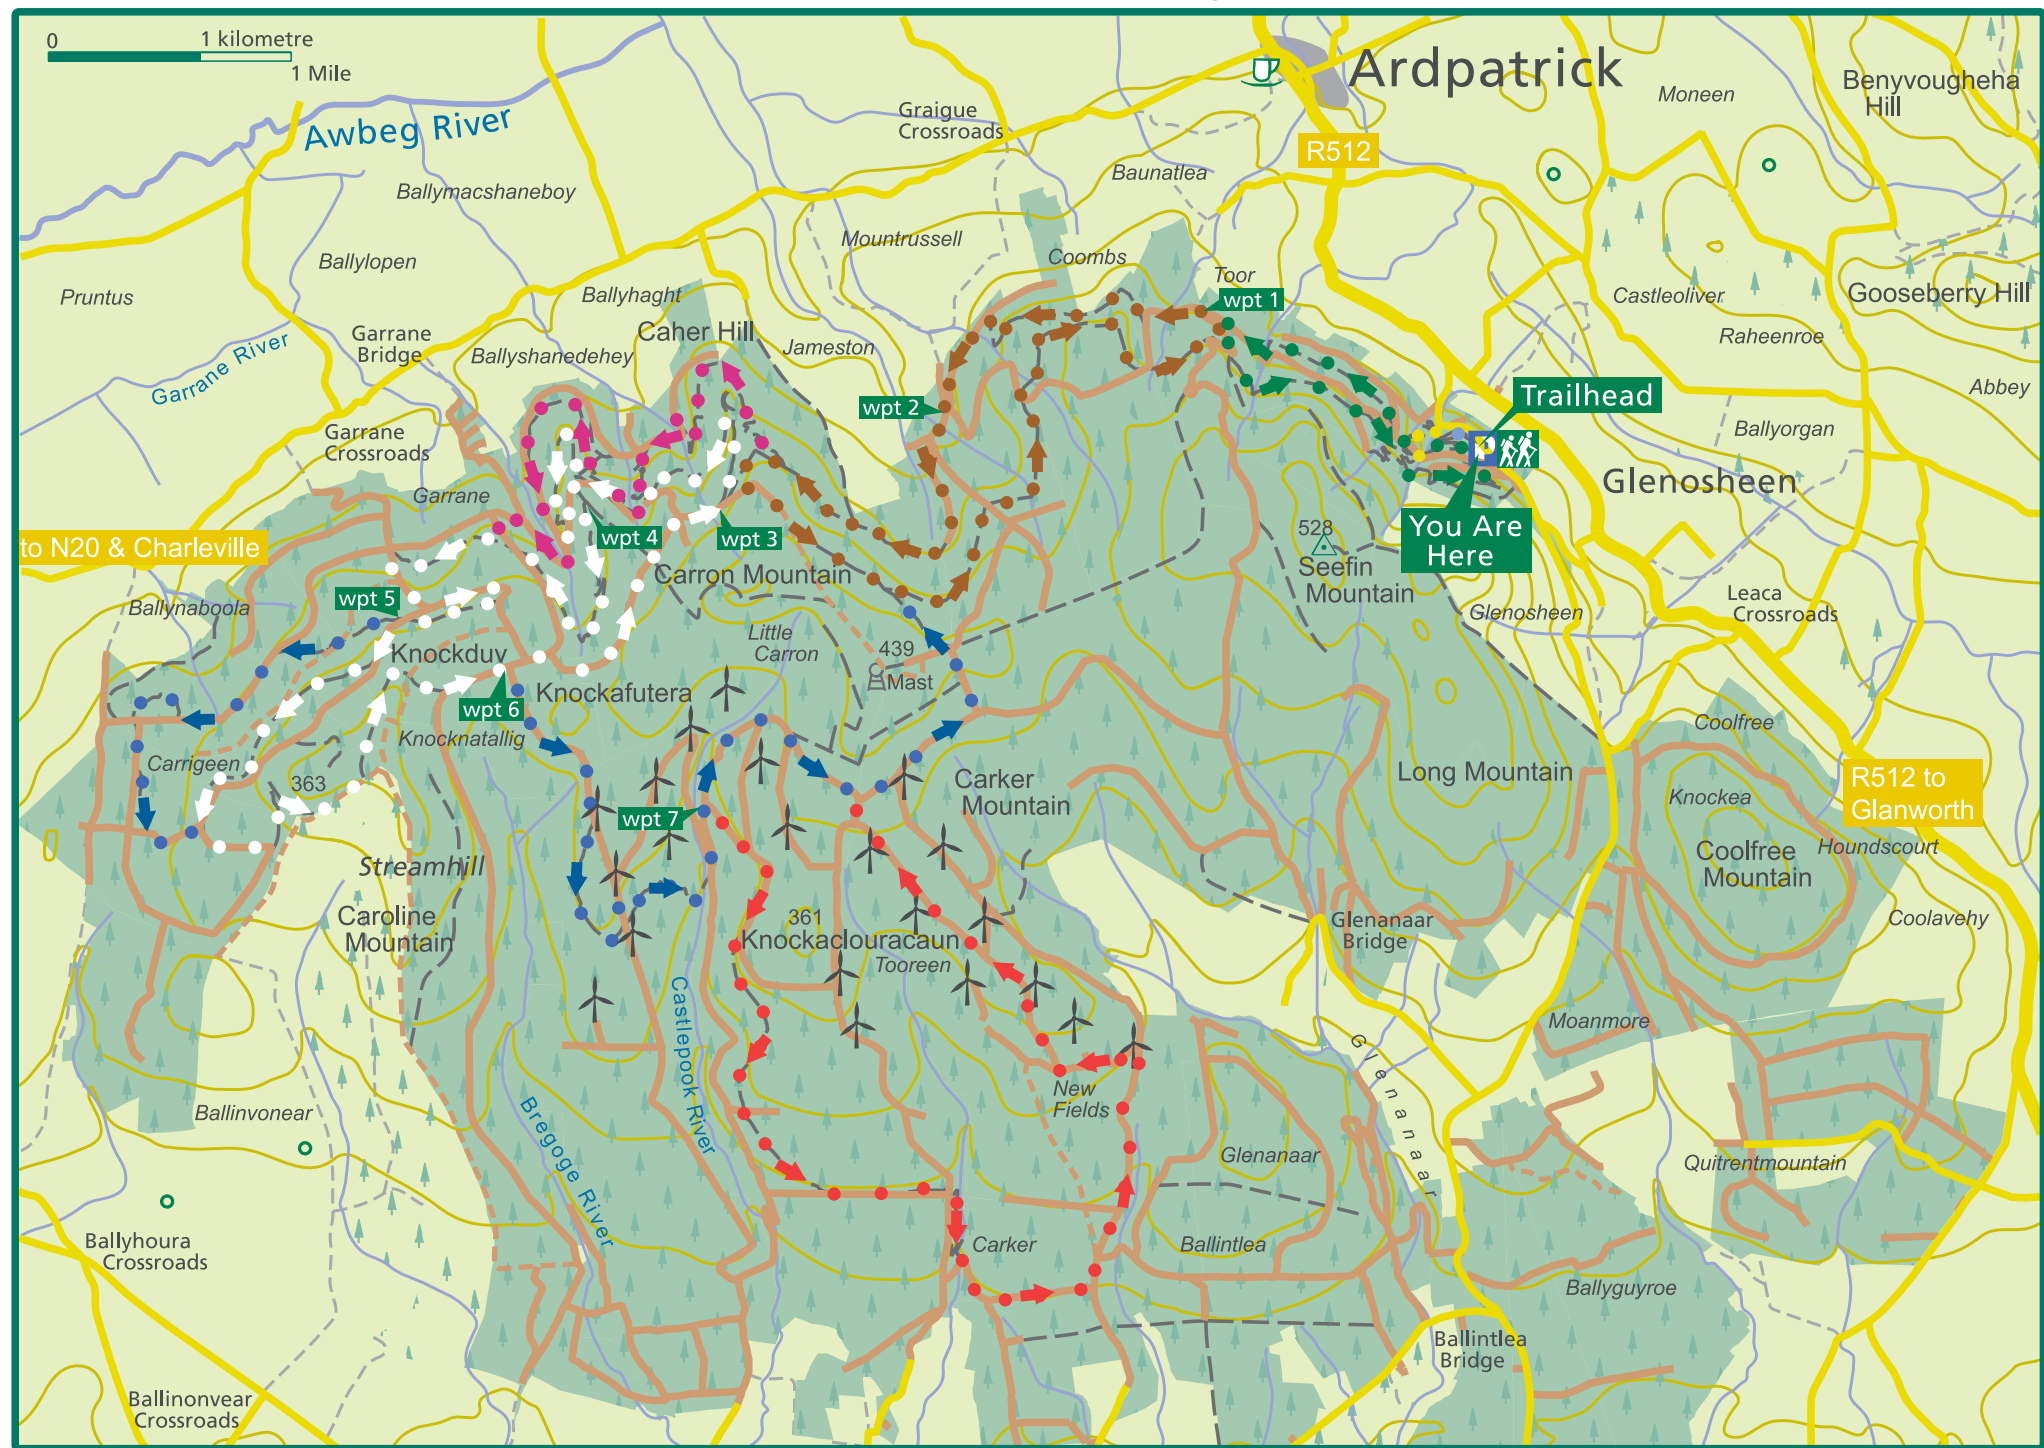 0
1 kilometre
1 Mile
Ardpatrick
Benyvougheha
Hill
Moneen
Graigue
Crossroads
Awbeg River
R512
Baunatlea
Ballymacshaneboy
Mountrussell
Coombs
Ballylopen
Toor
Pruntus
Ballyhaght
wpt 1
Castleoliver
Gooseberry Hill
Caher Hill
Raheenroe
Garrane
Bridge
Garrane River
Ballyshanedehey
Jameston
Abbey
wpt 2
Trailhead
P
Garrane
Crossroads
Ballyorgan
Glenosheen
Garrane
You Are
Here
528
Seefin
Mountain
to N20 & Charleville
wpt 4
wpt 3
Carron Mountain
wpt 5
Ballynaboola
Leaca
Crossroads
Glenosheen
Little
Carron
Knockduv
439
Mast
Knockafutera
wpt 6
Knocknatallig
Coolfree
Carrigeen
363
Carker
Mountain
Long Mountain
R512 to
Glanworth
Knockea
wpt 7
Houndscourt
Coolfree
Mountain
Streamhill
Caroline
Mountain
361
Knockaclouracaun
Tooreen
Glenanaar
Bridge
Coolavehy
Castlepook River
Moanmore
Glenanaar
New
Fields
Ballinvonear
Bregoge River
Glenanaar
Quitrentmountain
Ballyhoura
Crossroads
Carker
Ballintlea
Ballyguyroe
Ballintlea
Bridge
Ballinonvear
Crossroads